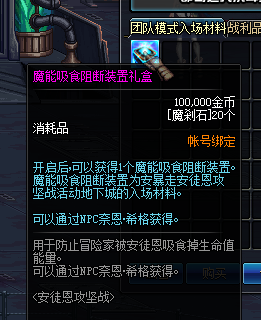 团队模式入场材料
战利品
魔能吸食阻断装置礼盒
100,000金币
[魔刹石]20个
消耗品
帐号绑定
开启后,可以获得1个魔能吸食阻断装置。
魔能吸食阻断装置为安暴走安徒恩攻
坚战活动地下城的入场材料。
可以通过NPC奈恩·希格获得。
用于防止冒险家被安徒恩吸食掉生命值
能量。
可以通过NPC奈恩·希格获得。
购买
<安徒恩攻坚战>